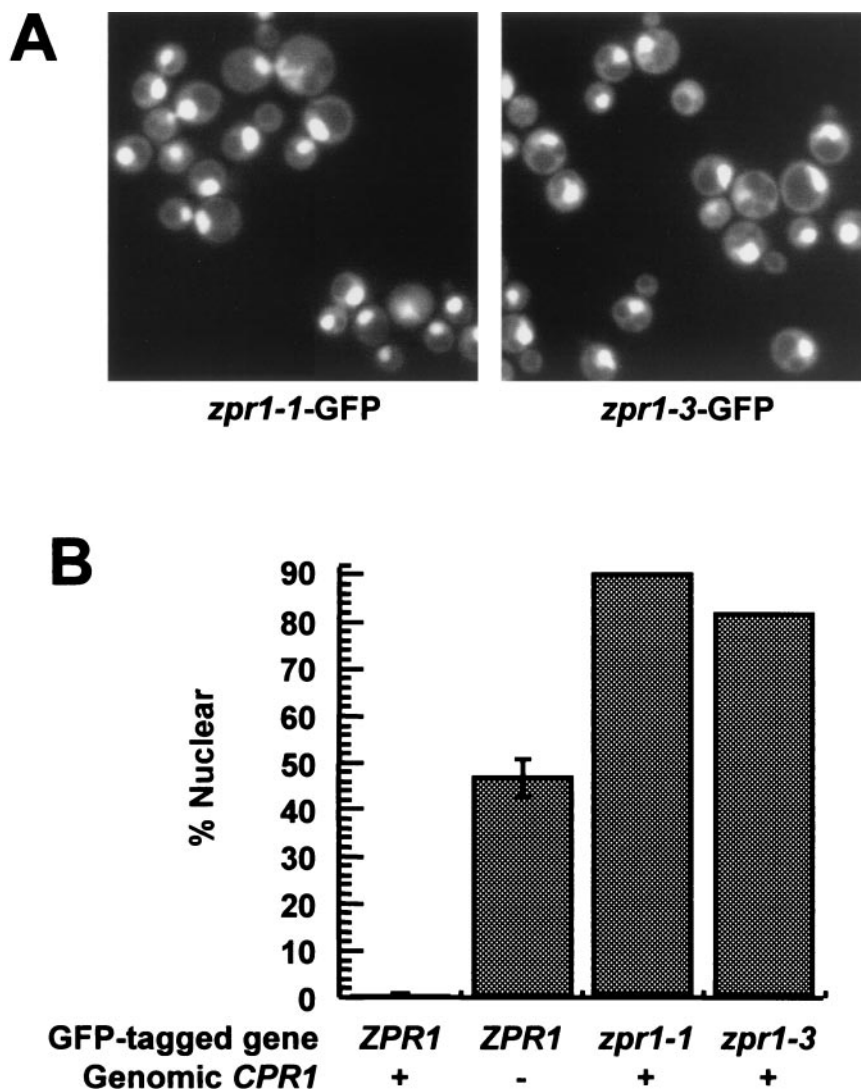 A
zpr1-1-GFP zpr1-3-GFP
B
90
80
70
60
50
40
30
20
10
0
% Nuclear
GFP-tagged gene ZPR1 ZPR1 zpr1-1 zpr1-3
Genomic CPR1 + - + +